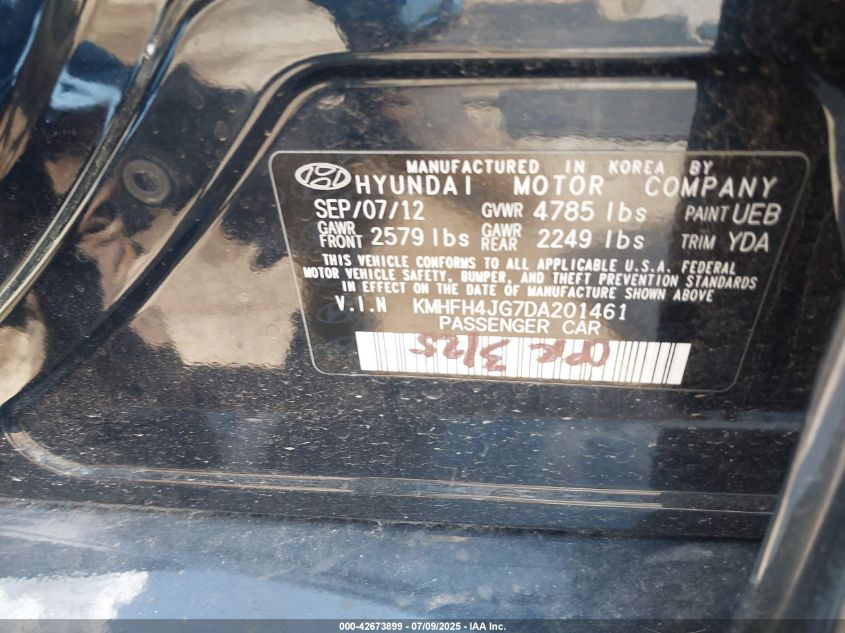 MANUFACTURED IN KOREA BY
HYUNDAI MOTOR COMPANY
SEP/07/12 GVWR 4785 lbs PAINT UEB
GAWR FRONT 2579 lbs GAWR REAR 2249 lbs TRIM YDA
THIS VEHICLE CONFORMS TO ALL APPLICABLE U.S.A. FEDERAL
MOTOR VEHICLE SAFETY, BUMPER, AND THEFT PREVENTION STANDARDS
IN EFFECT ON THE DATE OF MANUFACTURE SHOWN ABOVE
V.I.N KMHFH4JG7DA201461
PASSENGER CAR
3/25
000-42673899 - 07/09/2025 - IAA Inc.